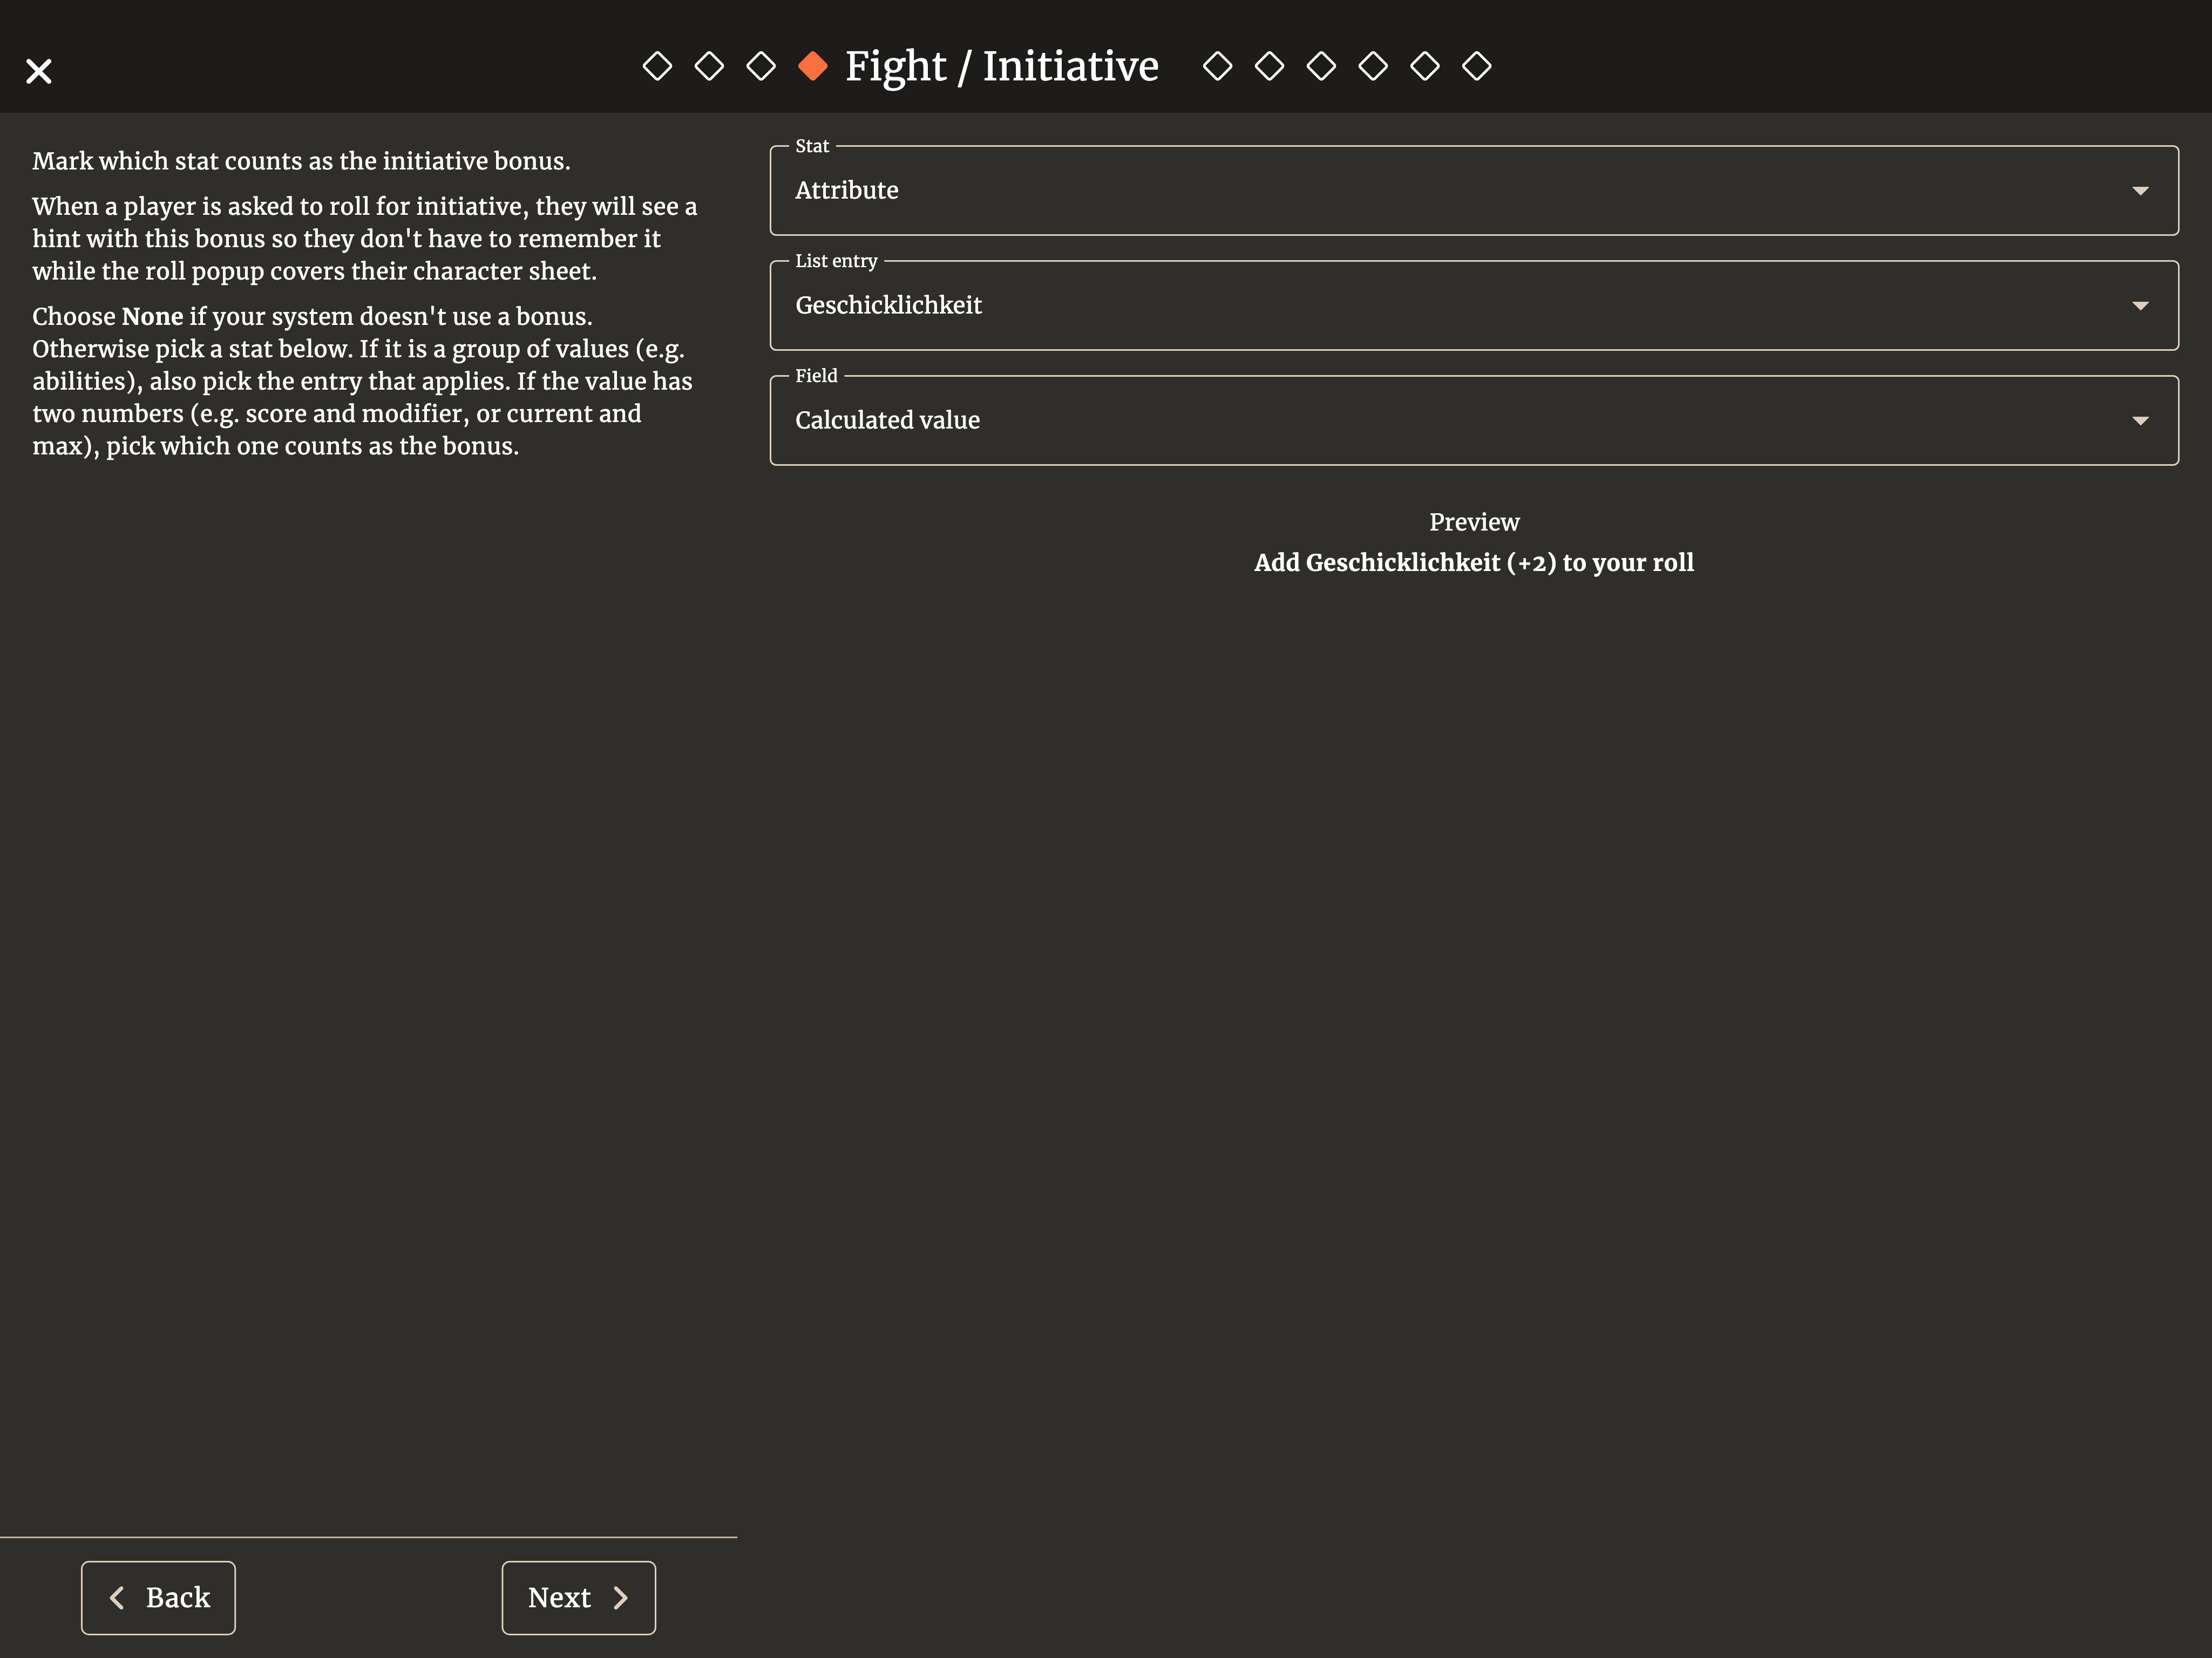 Fight / Initiative
Mark which stat counts as the initiative bonus.
When a player is asked to roll for initiative, they will see a
hint with this bonus so they don't have to remember it
while the roll popup covers their character sheet.
Choose None if your system doesn't use a bonus.
Otherwise pick a stat below. If it is a group of values (e.g.
abilities), also pick the entry that applies. If the value has
two numbers (e.g. score and modifier, or current and
max), pick which one counts as the bonus.
Stat
Attribute
List entry
Geschicklichkeit
Field
Calculated value
Preview
Add Geschicklichkeit (+2) to your roll
Back
Next